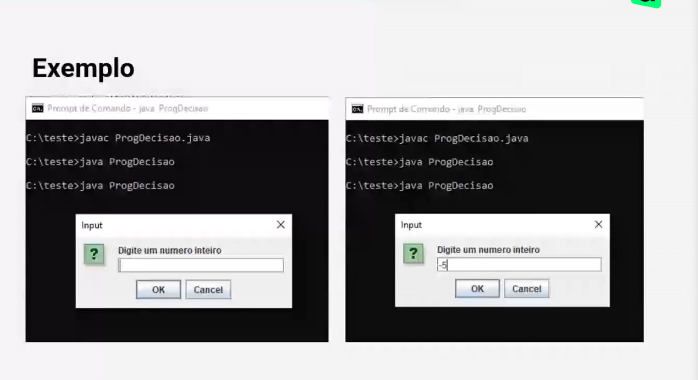 Exemplo
Prompt de Comando - java ProgDecisao
C:\teste>javac ProgDecisao.java
C:\teste>java ProgDecisao
C:\teste>java ProgDecisao
Input
?
Digite um numero inteiro
OK Cancel
Prompt de Comando - java ProgDecisao
C:\teste>javac ProgDecisao.java
C:\teste>java ProgDecisao
C:\teste>java ProgDecisao
Input
?
Digite um numero inteiro
-5
OK Cancel